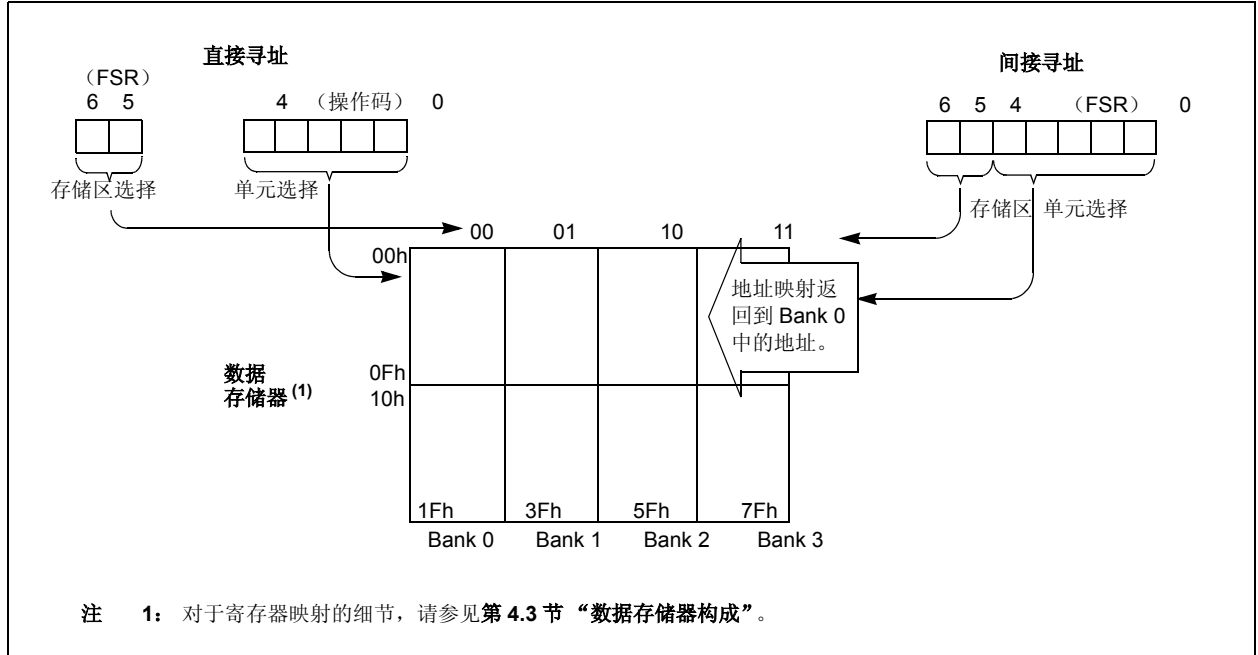 直接寻址
间接寻址
（FSR）
6 5
4 （操作码） 0
6 5 4 （FSR） 0
存储区选择
单元选择
存储区 单元选择
00 01 10 11
00h
地址映射返
回到 Bank 0
中的地址。
数据
存储器 (1)
0Fh
10h
1Fh 3Fh 5Fh 7Fh
Bank 0 Bank 1 Bank 2 Bank 3
注 1： 对于寄存器映射的细节，请参见第 4.3 节 “数据存储器构成”。